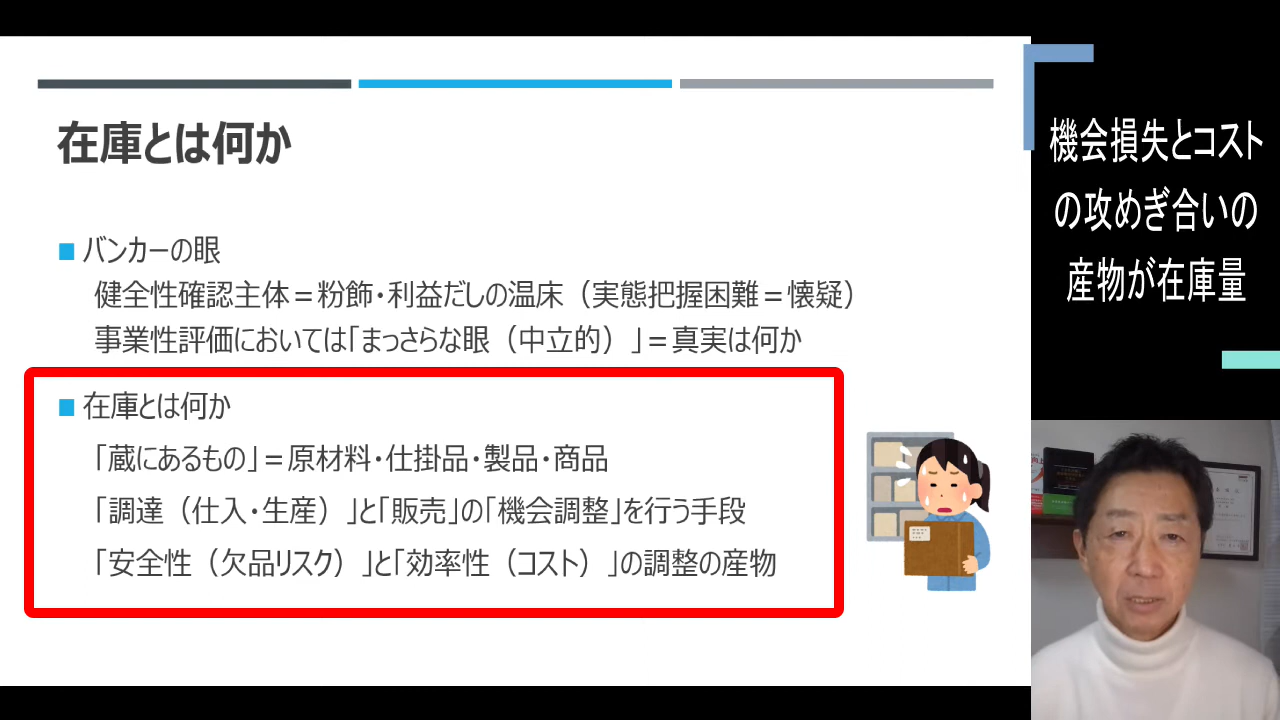 在庫とは何か
バンカーの眼
健全性確認主体＝粉飾・利益だしの温床（実態把握困難＝懐疑）
事業性評価においては「まっさらな眼（中立的）」＝真実は何か
在庫とは何か
「蔵にあるもの」＝原材料・仕掛品・製品・商品
「調達（仕入・生産）」と「販売」の「機会調整」を行う手段
「安全性（欠品リスク）」と「効率性（コスト）」の調整の産物
機会損失とコスト
の攻めぎ合いの
産物が在庫量